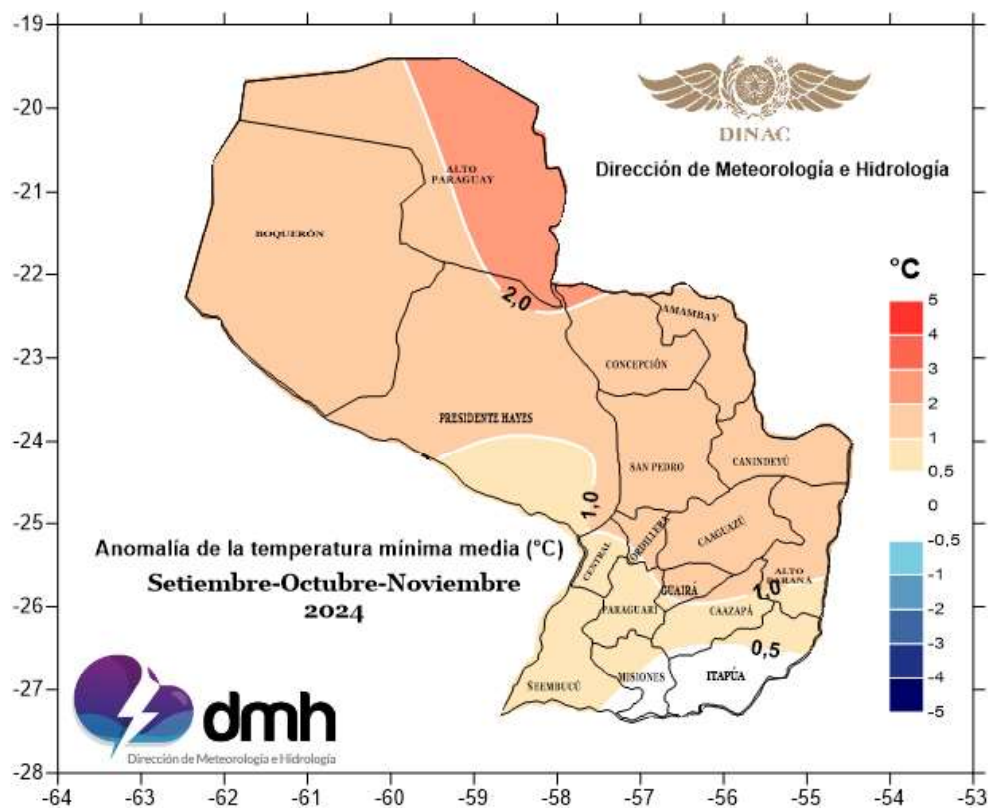 -19
-20
-21
-22
-23
-24
-25
-26
-27
-28
-64
-63
-62
-61
-60
-59
-58
-57
-56
-55
-54
-53
DINAC
Dirección de Meteorología e Hidrología
ALTO
PARAGUAY
BOQUERÓN
2,0
AMAMBAY
CONCEPCIÓN
PRESIDENTE HAYES
SAN PEDRO
CANINDEYÚ
1,0
CORDILLERA
CAAGUAZÚ
CENTRAL
ALTO
PARANÁ
GUAIRÁ
1,0
PARAGUARÍ
CAAZAPÁ
0,5
MISIONES
ITAPÚA
ÑEEMBUCÚ
°C
5
4
3
2
1
0,5
0
-0,5
-1
-2
-3
-4
-5
Anomalía de la temperatura mínima media (°C)
Setiembre-Octubre-Noviembre
2024
dmh
Dirección de Meteorología e Hidrología